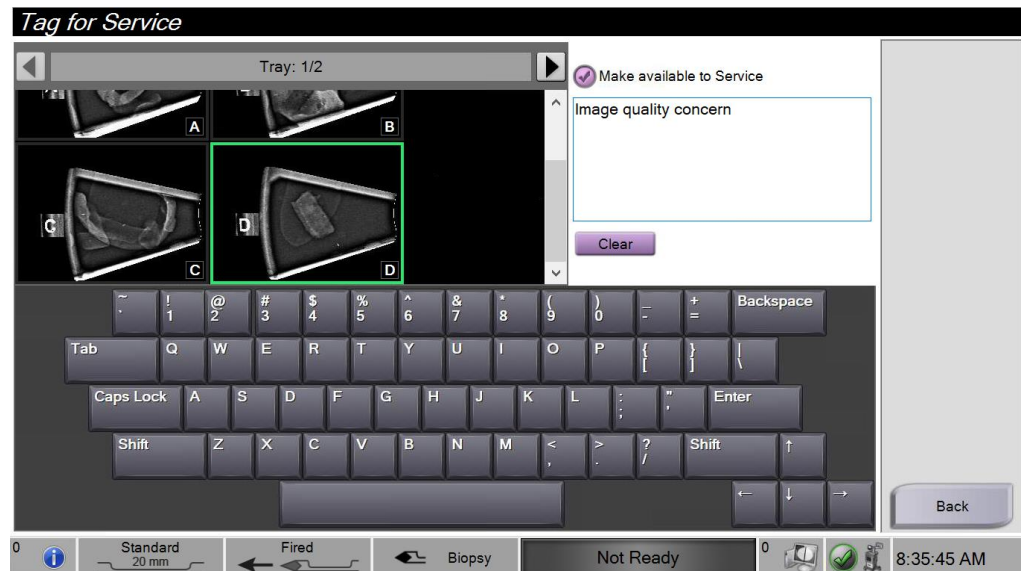 Tag for Service
Tray: 1/2
A
B
C
C
D
D
Make available to Service
Image quality concern
Clear
~ ! @ # $ % ^ & * ( ) _ + Backspace
` 1 2 3 4 5 6 7 8 9 0 - =
Tab Q W E R T Y U I O P { } |
[ ] \
Caps Lock A S D F G H J K L : " Enter
; '
Shift Z X C V B N M < > ? Shift ↑
, . /
← ↓ →
Back
0
Standard
20 mm
Fired
Biopsy
Not Ready
0
8:35:45 AM